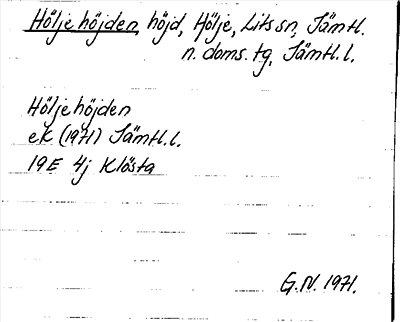 Höljehöjden, höjd, Hölje, Lits sn, Jämtl.
n. doms. tg, Jämtl. l.
Höljehöjden
ek (1971) Jämtl. l.
19E 4j Klösta
G.N. 1971.